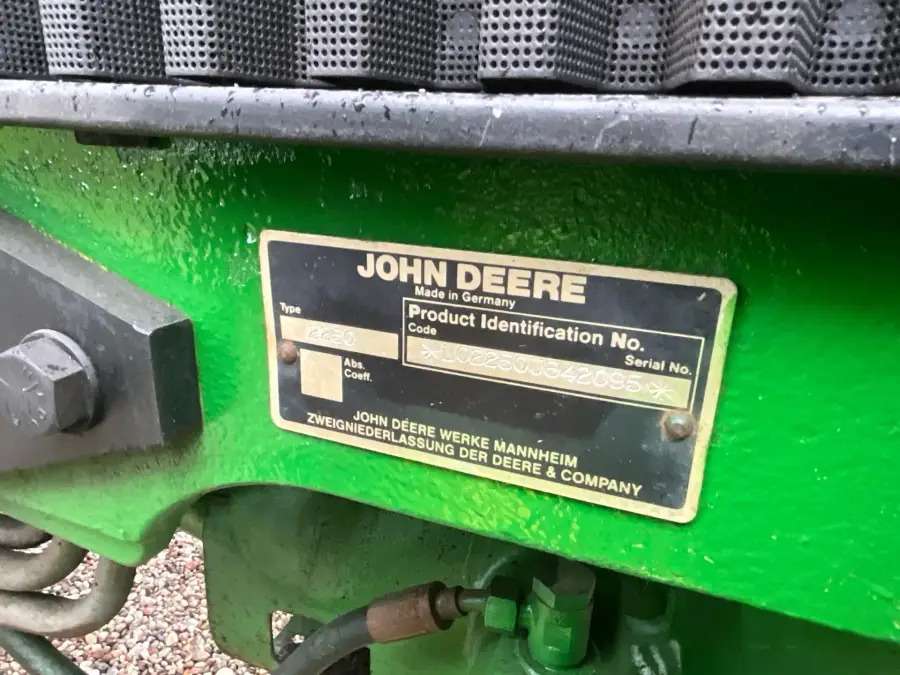 JOHN DEERE
Made in Germany
Type
2250
Product Identification No.
Code
Serial No.
Abs.
Coeff.
JOHN DEERE WERKE MANNHEIM
ZWEIGNIEDERLASSUNG DER DEERE & COMPANY